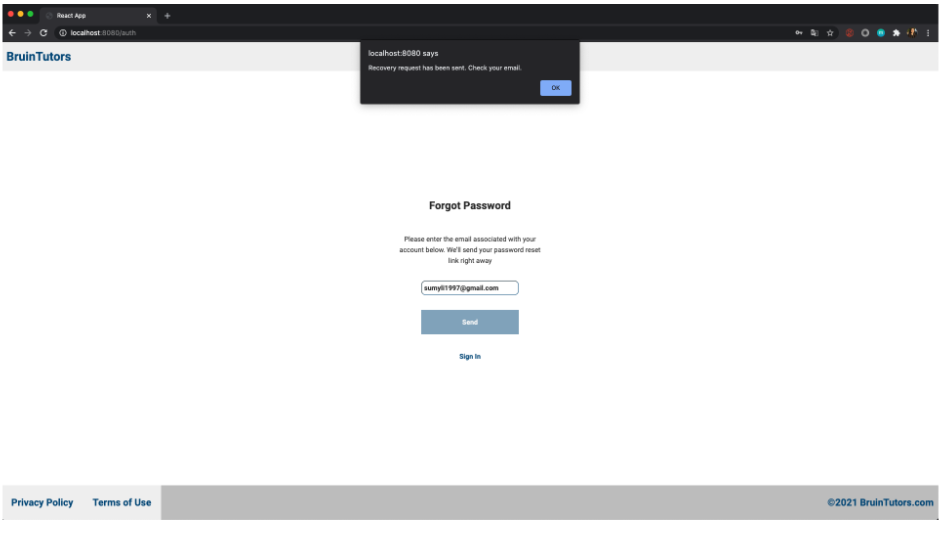 React App
localhost:8080/auth
BruinTutors
localhost:8080 says
Recovery request has been sent. Check your email.
OK
Forgot Password
Please enter the email associated with your
account below. We'll send your password reset
link right away
sumyli1997@gmail.com
Send
Sign In
Privacy Policy Terms of Use ©2021 BruinTutors.com